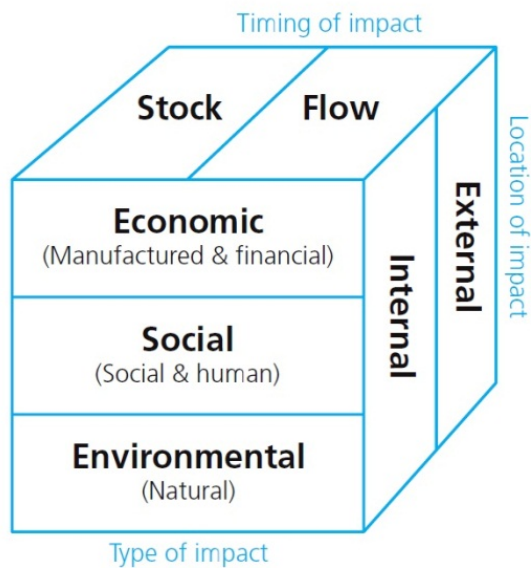 Timing of impact
Stock
Flow
Economic
(Manufactured & financial)
Social
(Social & human)
Environmental
(Natural)
Internal
External
Location of impact
Type of impact